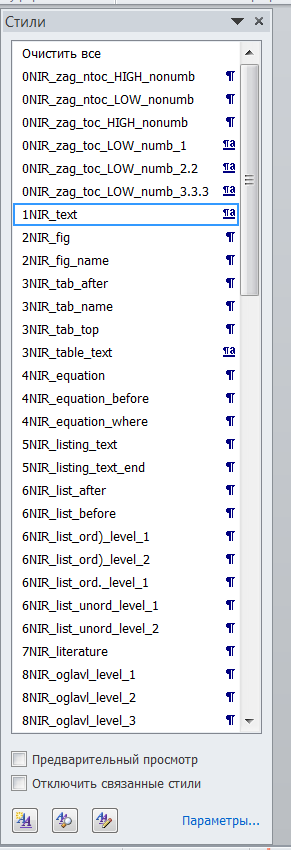 Стили
Очистить все
0NIR_zag_ntoc_HIGH_nonumb ¶
0NIR_zag_ntoc_LOW_nonumb ¶
0NIR_zag_toc_HIGH_nonumb ¶
0NIR_zag_toc_LOW_numb_1 ¶a
0NIR_zag_toc_LOW_numb_2.2 ¶a
0NIR_zag_toc_LOW_numb_3.3.3 ¶a
1NIR_text ¶a
2NIR_fig ¶
2NIR_fig_name ¶
3NIR_tab_after ¶
3NIR_tab_name ¶
3NIR_tab_top ¶
3NIR_table_text ¶a
4NIR_equation ¶
4NIR_equation_before ¶
4NIR_equation_where ¶
5NIR_listing_text ¶
5NIR_listing_text_end ¶
6NIR_list_after ¶
6NIR_list_before ¶
6NIR_list_ord)_level_1 ¶
6NIR_list_ord)_level_2 ¶
6NIR_list_ord._level_1 ¶
6NIR_list_unord_level_1 ¶
6NIR_list_unord_level_2 ¶
7NIR_literature ¶
8NIR_oglavl_level_1 ¶
8NIR_oglavl_level_2 ¶
8NIR_oglavl_level_3 ¶
Предварительный просмотр
Отключить связанные стили
Параметры...